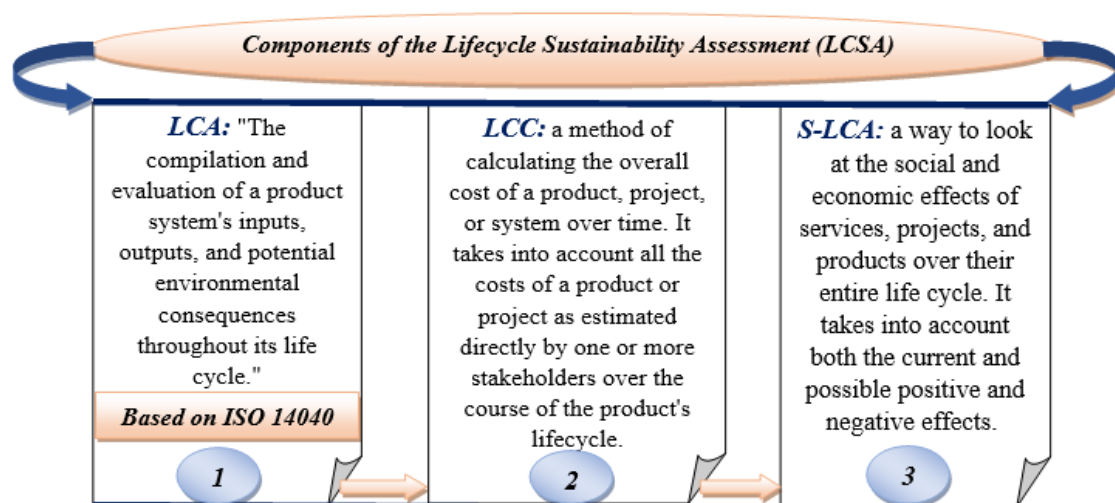 Components of the Lifecycle Sustainability Assessment (LCSA)
LCA: "The
compilation and
evaluation of a product
system's inputs,
outputs, and potential
environmental
consequences
throughout its life
cycle."
Based on ISO 14040
1
LCC: a method of
calculating the overall
cost of a product, project,
or system over time. It
takes into account all the
costs of a product or
project as estimated
directly by one or more
stakeholders over the
course of the product's
lifecycle.
2
S-LCA: a way to look
at the social and
economic effects of
services, projects, and
products over their
entire life cycle. It
takes into account
both the current and
possible positive and
negative effects.
3